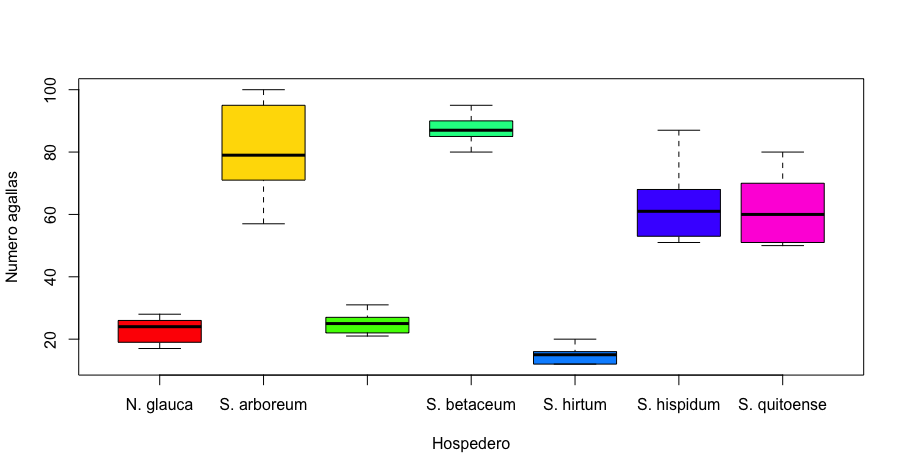 Numero agallas
100
80
60
40
20
N. glauca S. arboreum S. betaceum S. hirtum S. hispidum S. quitoense
Hospedero